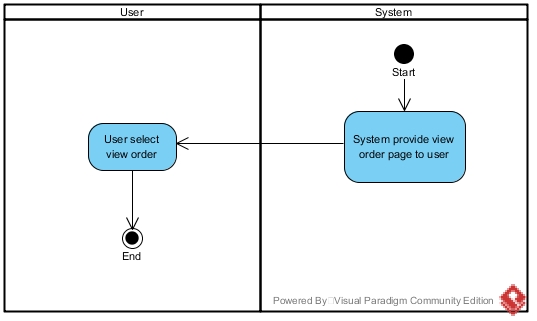 User
System
Start
System provide view
order page to user
User select
view order
End
Powered By Visual Paradigm Community Edition